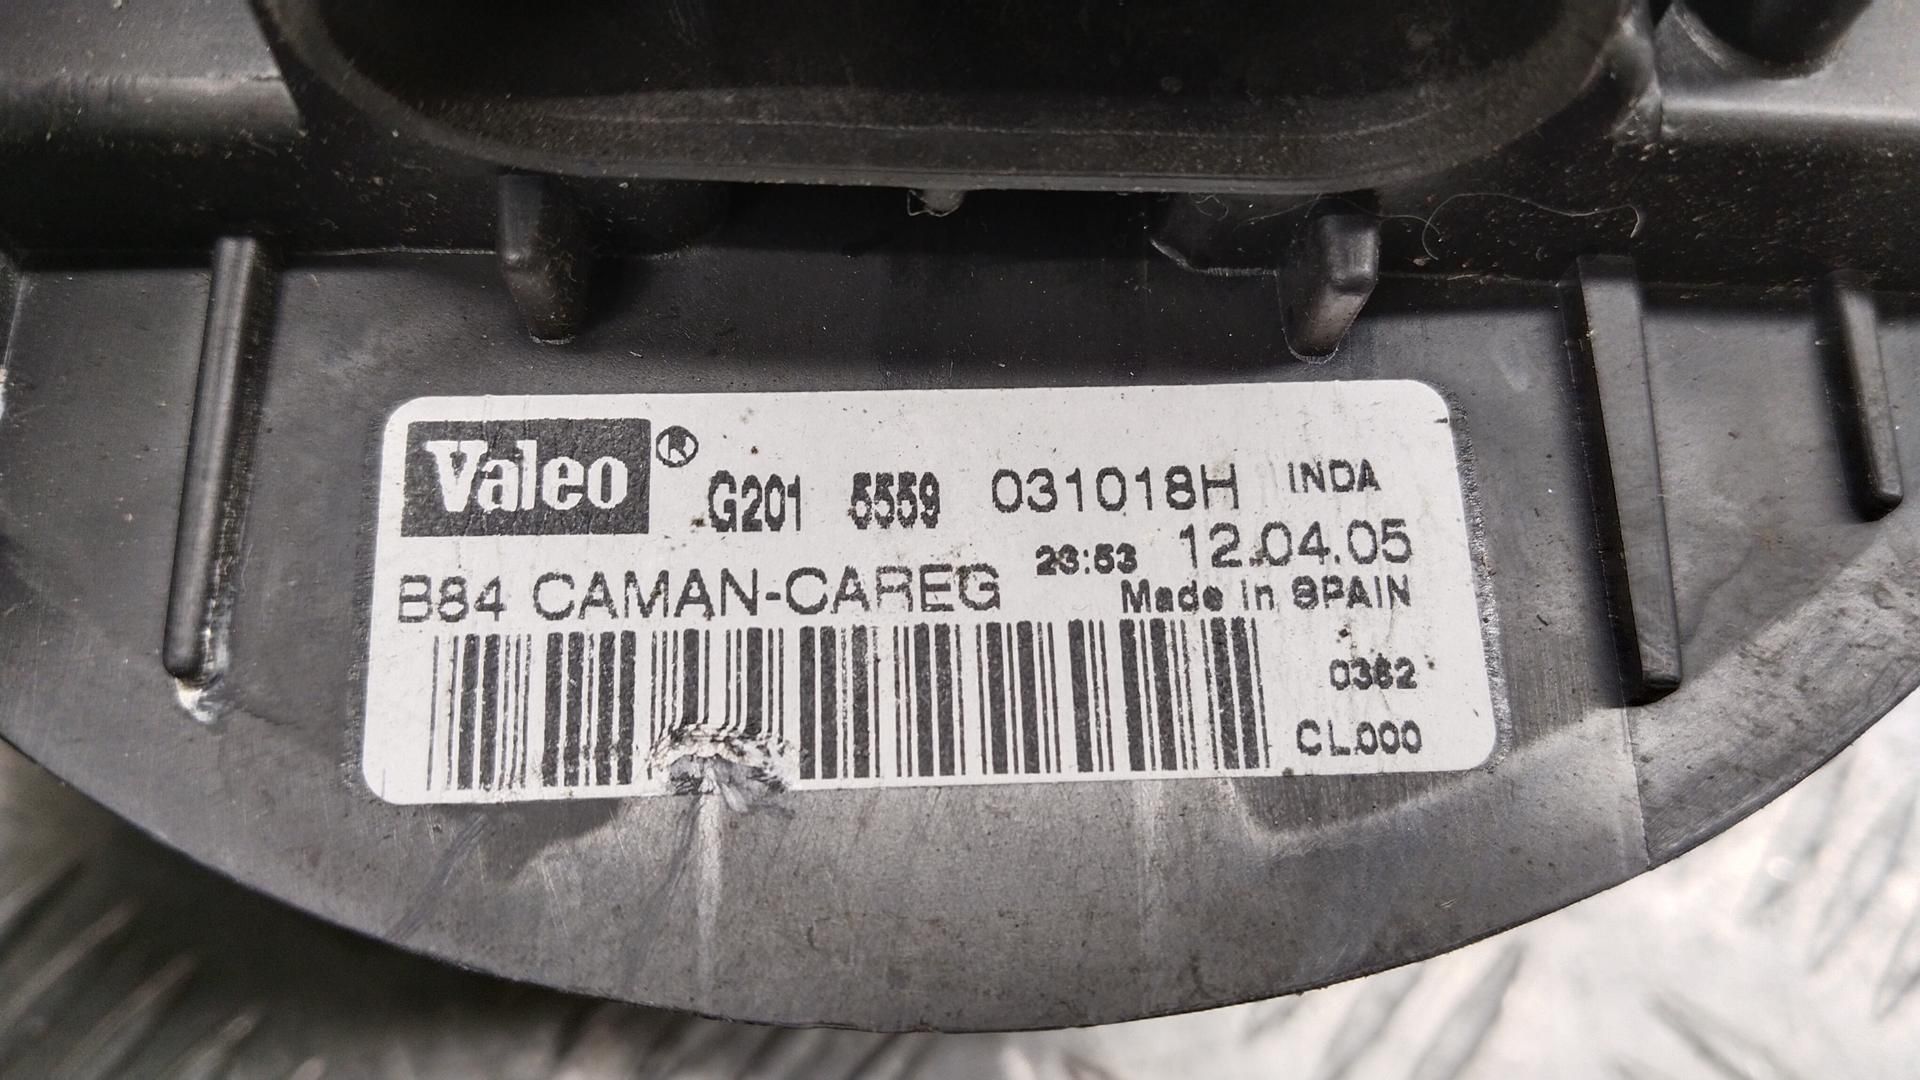 Valeo ® G201 5559 031018H INDA
B84 CAMAN-CAREG 23:53 12.04.05
Made in SPAIN
0362
CL000